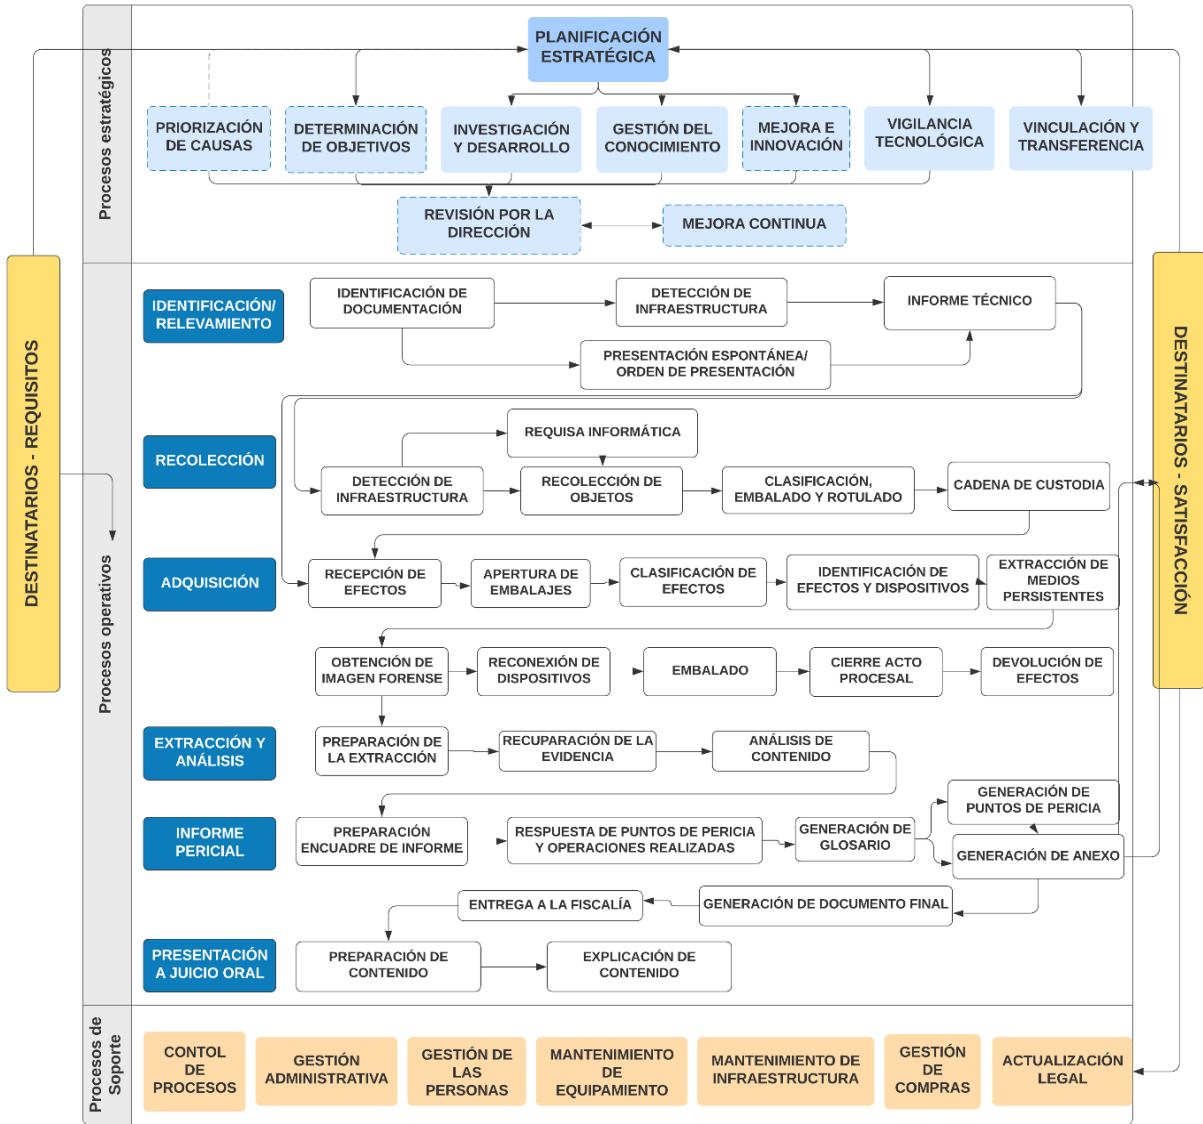 PLANIFICACIÓN
ESTRATÉGICA
Procesos estratégicos
PRIORIZACIÓN
DE CAUSAS
DETERMINACIÓN
DE OBJETIVOS
INVESTIGACIÓN
Y DESARROLLO
GESTIÓN DEL
CONOCIMIENTO
MEJORA E
INNOVACIÓN
VIGILANCIA
TECNOLÓGICA
VINCULACIÓN Y
TRANSFERENCIA
REVISIÓN POR LA
DIRECCIÓN
MEJORA CONTINUA
DESTINATARIOS - REQUISITOS
DESTINATARIOS - SATISFACCIÓN
Procesos operativos
IDENTIFICACIÓN/
RELEVAMIENTO
IDENTIFICACIÓN DE
DOCUMENTACIÓN
DETECCIÓN DE
INFRAESTRUCTURA
INFORME TÉCNICO
PRESENTACIÓN ESPONTÁNEA/
ORDEN DE PRESENTACIÓN
RECOLECCIÓN
REQUISA INFORMÁTICA
DETECCIÓN DE
INFRAESTRUCTURA
RECOLECCIÓN DE
OBJETOS
CLASIFICACIÓN,
EMBALADO Y ROTULADO
CADENA DE CUSTODIA
ADQUISICIÓN
RECEPCIÓN DE
EFECTOS
APERTURA DE
EMBALAJES
CLASIFICACIÓN DE
EFECTOS
IDENTIFICACIÓN DE
EFECTOS Y DISPOSITIVOS
EXTRACCIÓN DE
MEDIOS
PERSISTENTES
OBTENCIÓN DE
IMAGEN FORENSE
RECONEXIÓN DE
DISPOSITIVOS
EMBALADO
CIERRE ACTO
PROCESAL
DEVOLUCIÓN DE
EFECTOS
EXTRACCIÓN Y
ANÁLISIS
PREPARACIÓN DE
LA EXTRACCIÓN
RECUPARACIÓN DE LA
EVIDENCIA
ANÁLISIS DE
CONTENIDO
INFORME
PERICIAL
PREPARACIÓN
ENCUADRE DE INFORME
RESPUESTA DE PUNTOS DE PERICIA
Y OPERACIONES REALIZADAS
GENERACIÓN DE
GLOSARIO
GENERACIÓN DE
PUNTOS DE PERICIA
GENERACIÓN DE ANEXO
ENTREGA A LA FISCALÍA
GENERACIÓN DE DOCUMENTO FINAL
PRESENTACIÓN
A JUICIO ORAL
PREPARACIÓN DE
CONTENIDO
EXPLICACIÓN DE
CONTENIDO
Procesos de
Soporte
CONTOL
DE
PROCESOS
GESTIÓN
ADMINISTRATIVA
GESTIÓN DE
LAS
PERSONAS
MANTENIMIENTO
DE
EQUIPAMIENTO
MANTENIMIENTO DE
INFRAESTRUCTURA
GESTIÓN
DE
COMPRAS
ACTUALIZACIÓN
LEGAL